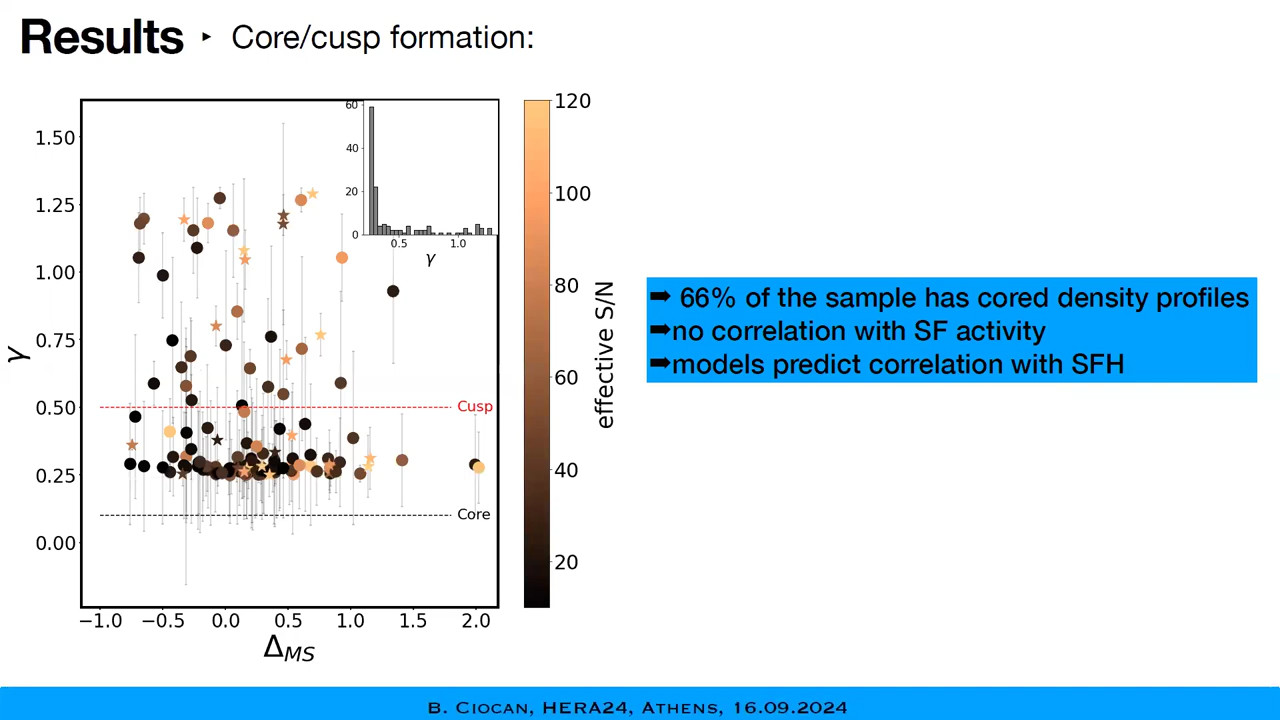 Results ‣ Core/cusp formation:
1.50
1.25
1.00
0.75
0.50
0.25
0.00
γ
−1.0 −0.5 0.0 0.5 1.0 1.5 2.0
Δ_MS
Cusp
Core
60
40
20
0
0.5 1.0
γ
120
100
80
60
40
20
effective S/N
➡ 66% of the sample has cored density profiles
➡no correlation with SF activity
➡models predict correlation with SFH
B. Ciocan, HERA24, Athens, 16.09.2024